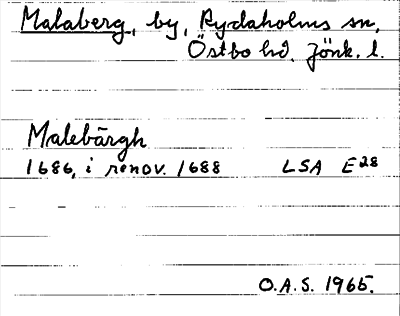 Malaberg, by, Rydaholms sn,
Östbo hd. Jönk. l.
Malebärgh
1686, i renov. 1688 LSA E28
O.A.S. 1965.